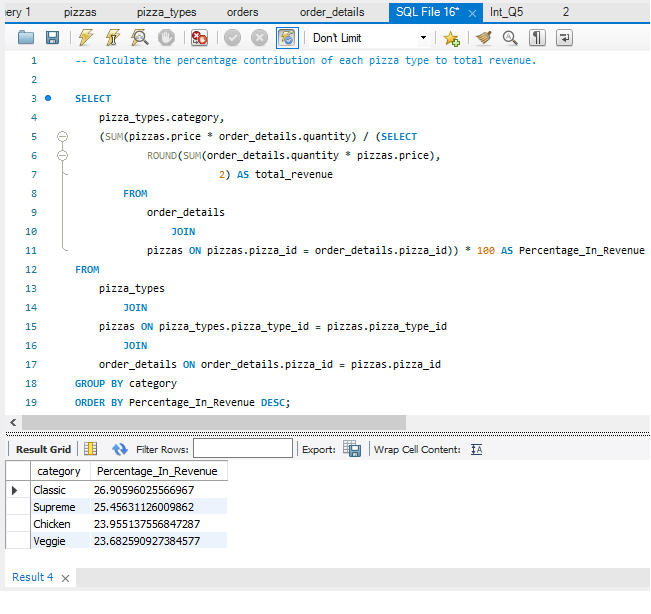 ery 1 pizzas pizza_types orders order_details SQL File 16* Int_Q5 2
Don't Limit
1 -- Calculate the percentage contribution of each pizza type to total revenue.
2
3 SELECT
4 pizza_types.category,
5 (SUM(pizzas.price * order_details.quantity) / (SELECT
6 ROUND(SUM(order_details.quantity * pizzas.price),
7 2) AS total_revenue
8 FROM
9 order_details
10 JOIN
11 pizzas ON pizzas.pizza_id = order_details.pizza_id)) * 100 AS Percentage_In_Revenue
12 FROM
13 pizza_types
14 JOIN
15 pizzas ON pizza_types.pizza_type_id = pizzas.pizza_type_id
16 JOIN
17 order_details ON order_details.pizza_id = pizzas.pizza_id
18 GROUP BY category
19 ORDER BY Percentage_In_Revenue DESC;
Result Grid Filter Rows: Export: Wrap Cell Content:
category Percentage_In_Revenue
Classic 26.90596025566967
Supreme 25.45631126009862
Chicken 23.955137556847287
Veggie 23.682590927384577
Result 4